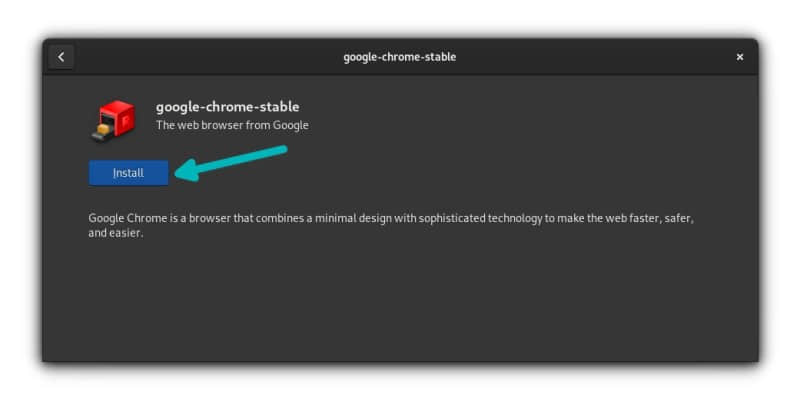 google-chrome-stable
google-chrome-stable
The web browser from Google
Install
Google Chrome is a browser that combines a minimal design with sophisticated technology to make the web faster, safer,
and easier.